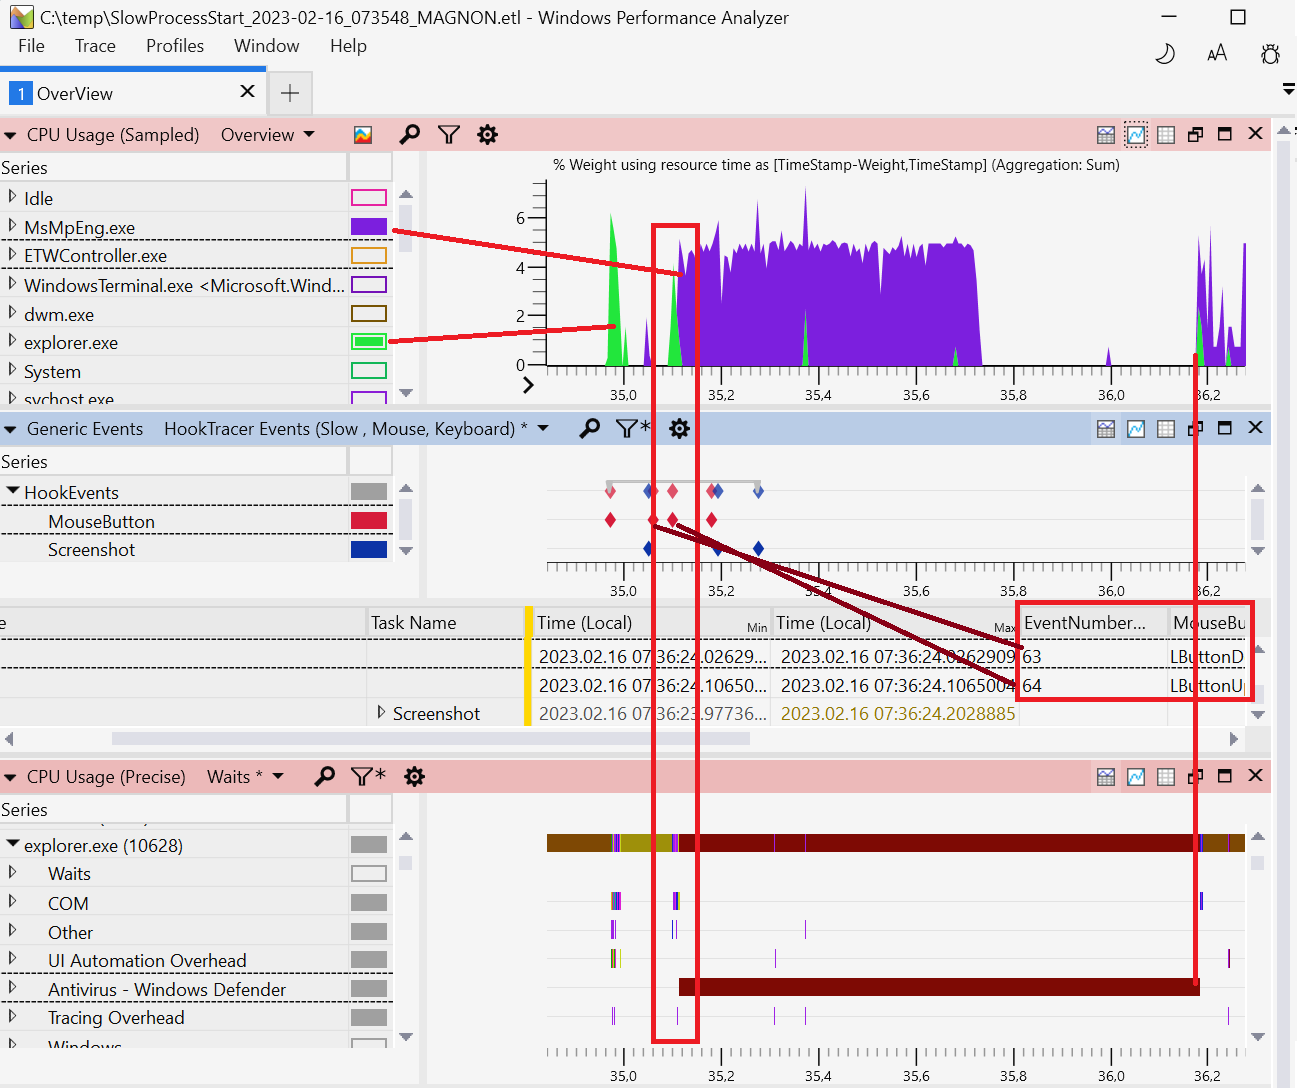 C:\temp\SlowProcessStart_2023-02-16_073548_MAGNON.etl - Windows Performance Analyzer
File Trace Profiles Window Help
1 OverView
CPU Usage (Sampled) Overview
Series
% Weight using resource time as [TimeStamp-Weight,TimeStamp] (Aggregation: Sum)
Idle
MsMpEng.exe
ETWController.exe
WindowsTerminal.exe <Microsoft.Wind...
dwm.exe
explorer.exe
System
svchost.exe
6
4
2
0
35,0 35,2 35,4 35,6 35,8 36,0 36,2
Generic Events HookTracer Events (Slow , Mouse, Keyboard) *
Series
HookEvents
MouseButton
Screenshot
35,0 35,2 35,4 35,6 35,8 36,0 36,2
e Task Name Time (Local) Min Time (Local) Max EventNumber... MouseBu
2023.02.16 07:36:24.02629... 2023.02.16 07:36:24.0262909 63 LButtonD
2023.02.16 07:36:24.10650... 2023.02.16 07:36:24.1065004 64 LButtonU
Screenshot 2023.02.16 07:36:23.97736... 2023.02.16 07:36:24.2028885
CPU Usage (Precise) Waits *
Series
explorer.exe (10628)
Waits
COM
Other
UI Automation Overhead
Antivirus - Windows Defender
Tracing Overhead
Windows
35,0 35,2 35,4 35,6 35,8 36,0 36,2